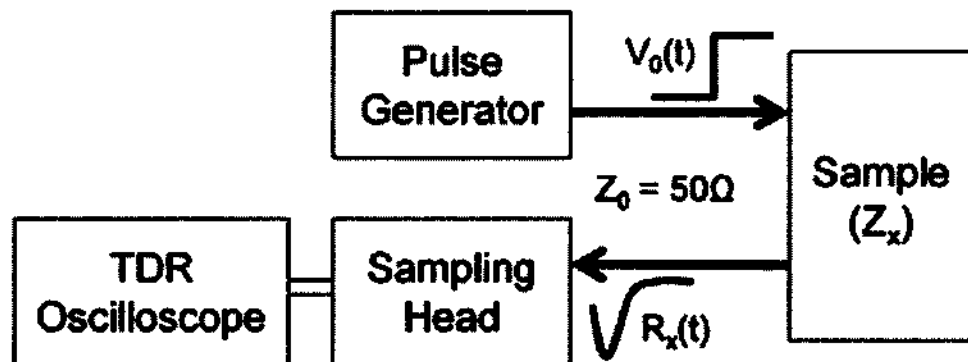 Pulse
Generator
V₀(t)
Sample
(Zₓ)
Z₀ = 50Ω
TDR
Oscilloscope
Sampling
Head
Rₓ(t)